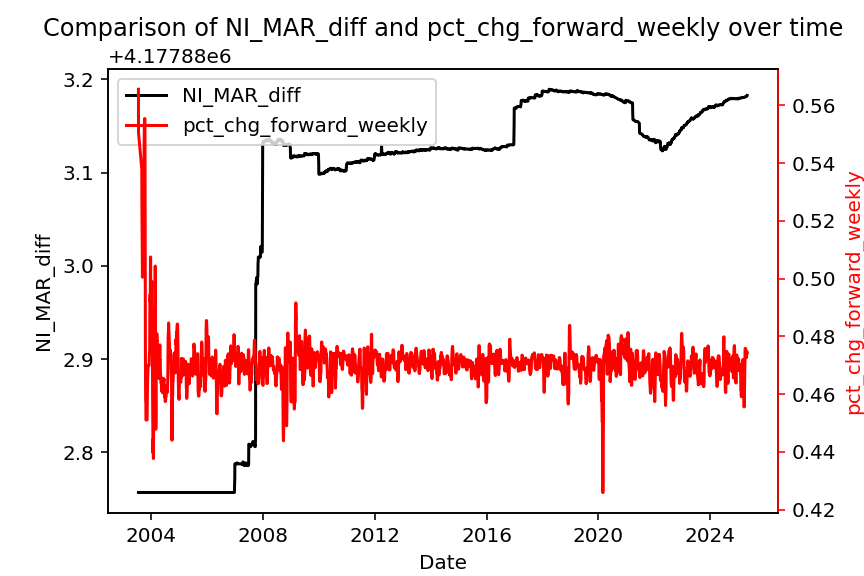 Comparison of NI_MAR_diff and pct_chg_forward_weekly over time
+4.17788e6
NI_MAR_diff
pct_chg_forward_weekly
3.2
3.1
3.0
2.9
2.8
NI_MAR_diff
0.56
0.54
0.52
0.50
0.48
0.46
0.44
0.42
pct_chg_forward_weekly
2004 2008 2012 2016 2020 2024
Date